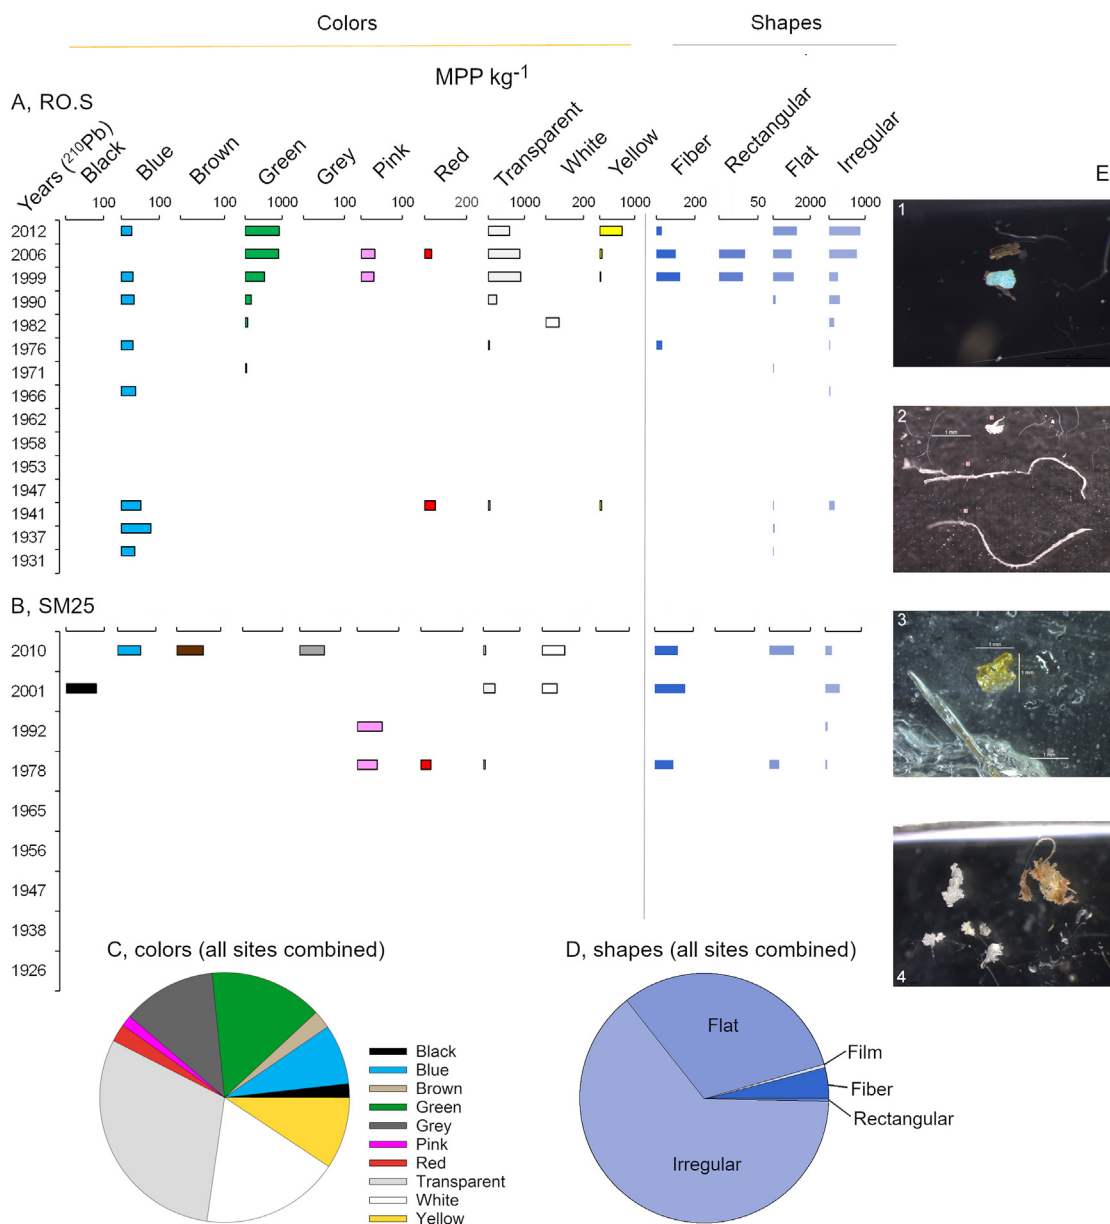 Colors Shapes
MPP kg-1
A, RO.S
Years (210Pb) Black Blue Brown Green Grey Pink Red Transparent White Yellow Fiber Rectangular Flat Irregular
E
100 100 100 1000 100 100 200 1000 200 1000 200 50 2000 1000
2012
2006
1999
1990
1982
1976
1971
1966
1962
1958
1953
1947
1941
1937
1931
B, SM25
2010
2001
1992
1978
1965
1956
1947
1938
1926
C, colors (all sites combined)
Black
Blue
Brown
Green
Grey
Pink
Red
Transparent
White
Yellow
D, shapes (all sites combined)
Flat
Film
Fiber
Rectangular
Irregular
1
2
1 mm
3
1 mm
1 mm
1 mm
4